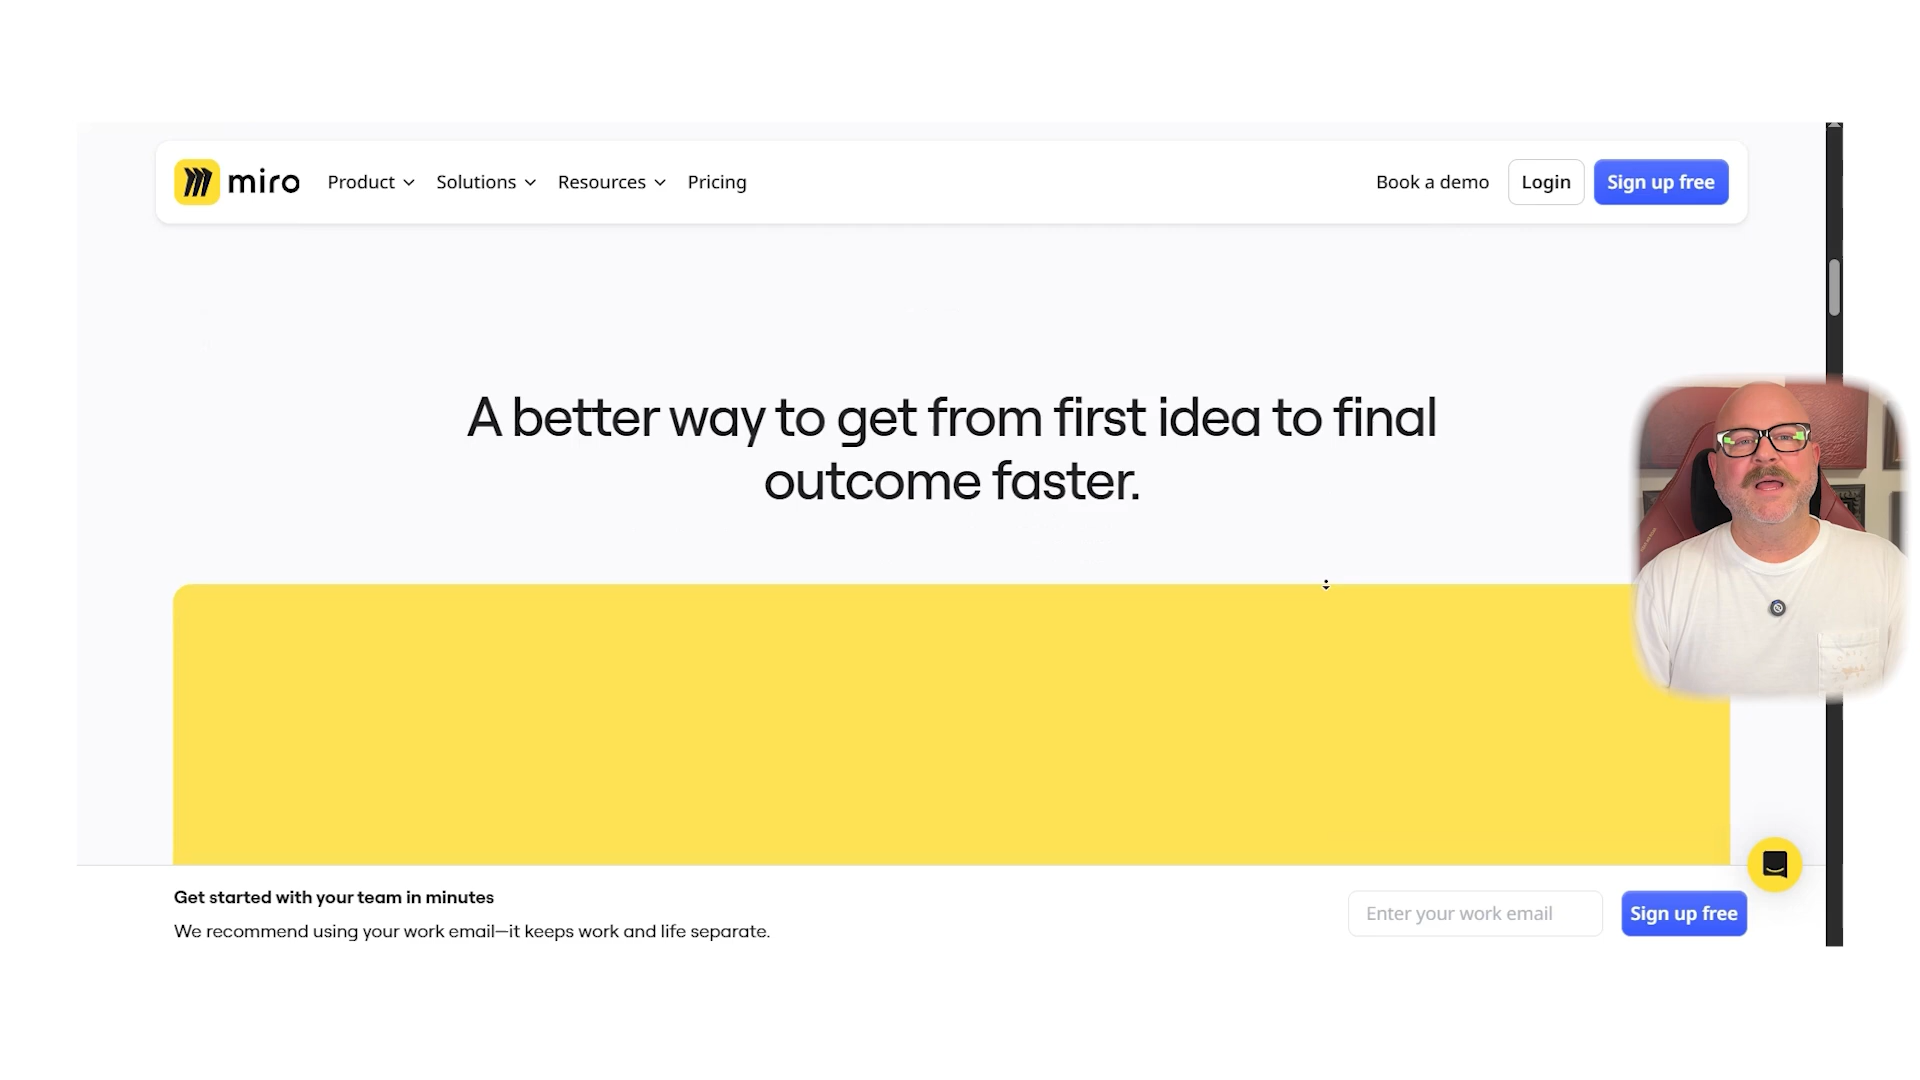 miro
Product
Solutions
Resources
Pricing
Book a demo
Login
Sign up free
A better way to get from first idea to final
outcome faster.
Get started with your team in minutes
We recommend using your work email—it keeps work and life separate.
Enter your work email
Sign up free